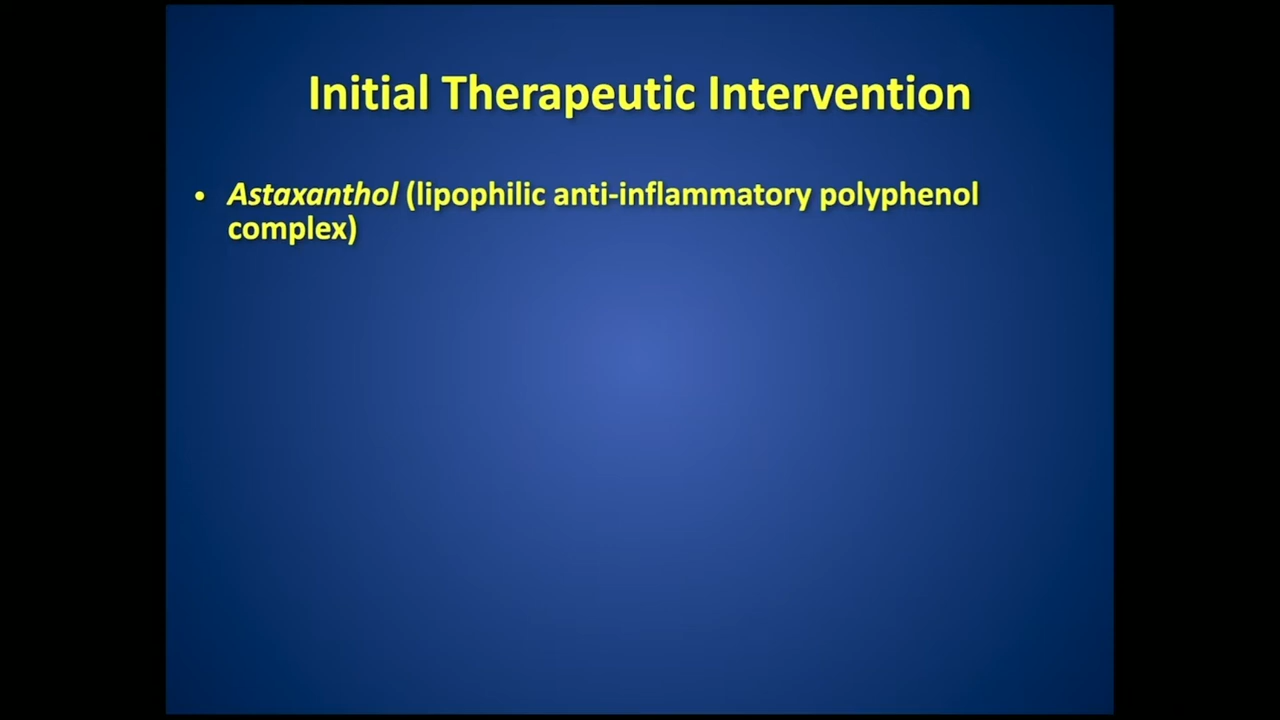 Initial Therapeutic Intervention
• Astaxanthol (lipophilic anti-inflammatory polyphenol
complex)